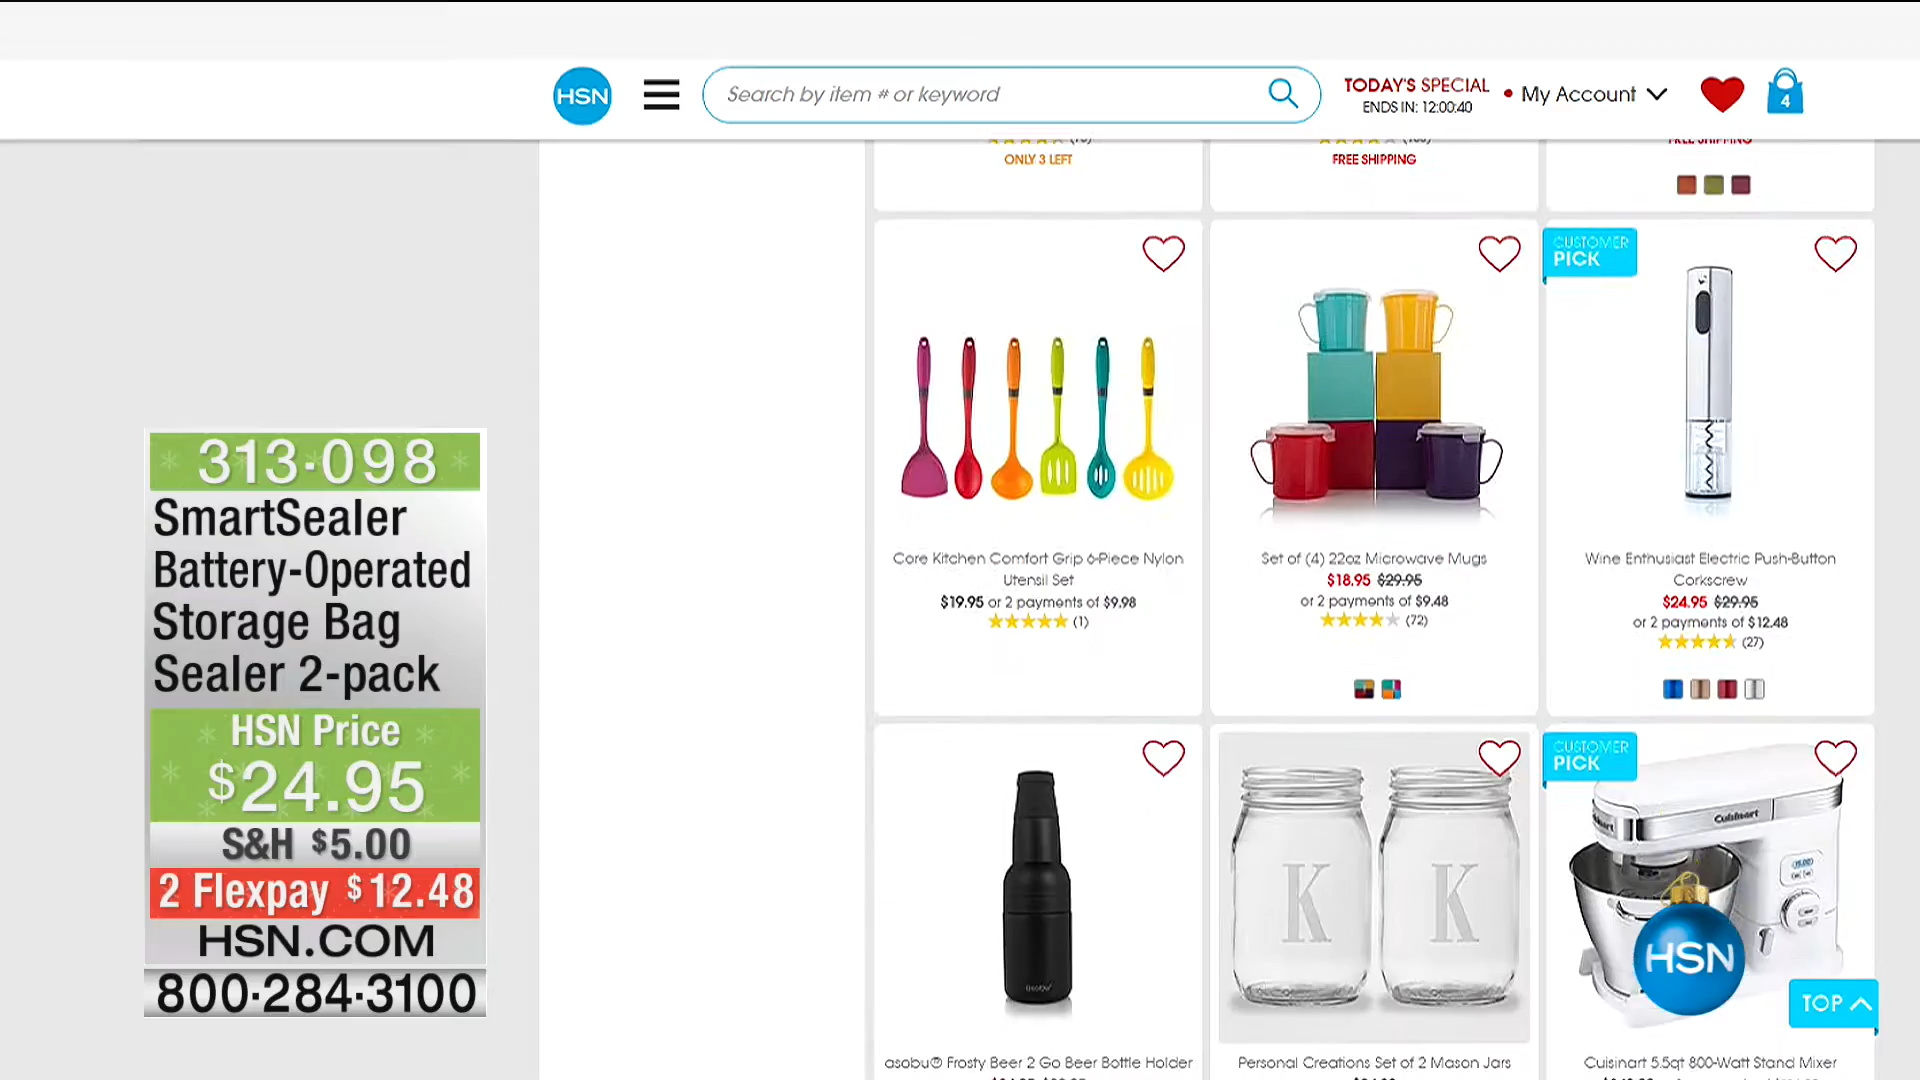 HSN
Search by item # or keyword
TODAY'S SPECIAL
ENDS IN: 12:00:40
My Account
4
ONLY 3 LEFT
FREE SHIPPING
FREE SHIPPING
CUSTOMER
PICK
Core Kitchen Comfort Grip 6-Piece Nylon
Utensil Set
$19.95 or 2 payments of $9.98
(1)
Set of (4) 22oz Microwave Mugs
$18.95 $29.95
or 2 payments of $9.48
(72)
Wine Enthusiast Electric Push-Button
Corkscrew
$24.95 $29.95
or 2 payments of $12.48
(27)
313-098
SmartSealer
Battery-Operated
Storage Bag
Sealer 2-pack
HSN Price
$24.95
S&H $5.00
2 Flexpay $12.48
HSN.COM
800-284-3100
CUSTOMER
PICK
asobu
K K
Cuisinart
Cuisinart
HSN
TOP
asobu® Frosty Beer 2 Go Beer Bottle Holder
Personal Creations Set of 2 Mason Jars
Cuisinart 5.5qt 800-Watt Stand Mixer